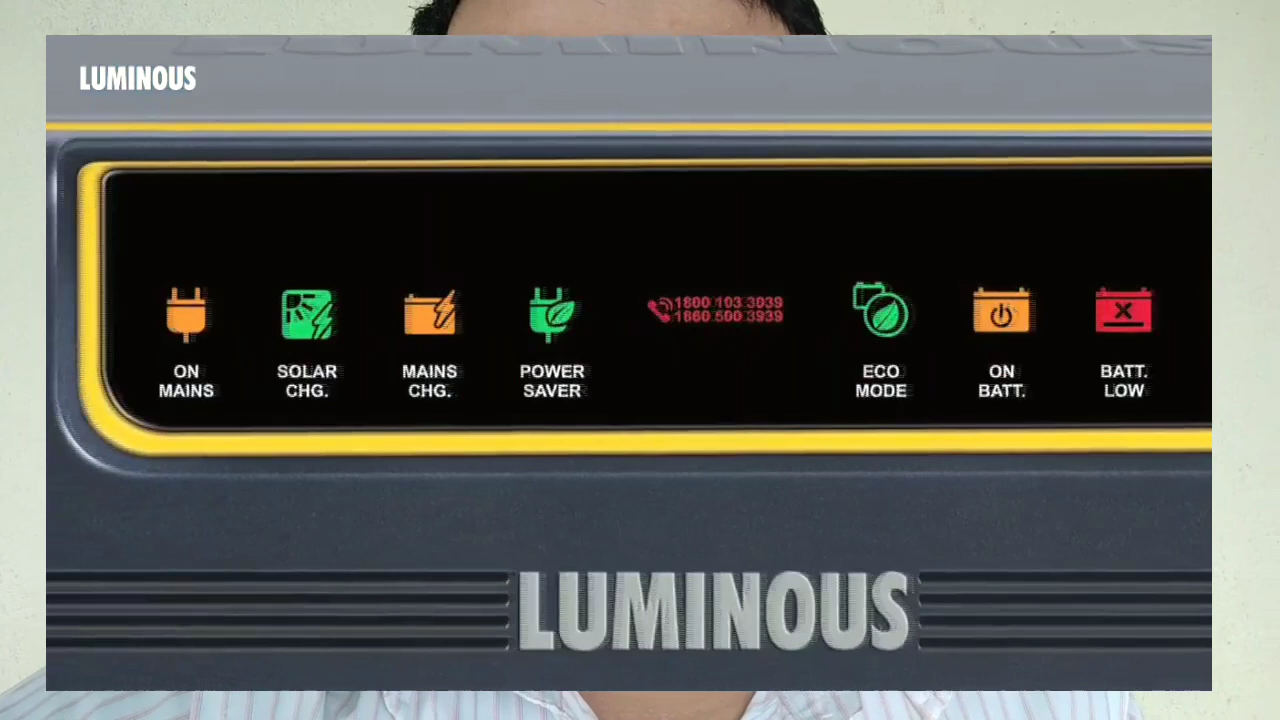 LUMINOUS
ON
MAINS
SOLAR
CHG.
MAINS
CHG.
POWER
SAVER
1800 103 3039
1860 500 3939
ECO
MODE
ON
BATT.
BATT.
LOW
LUMINOUS